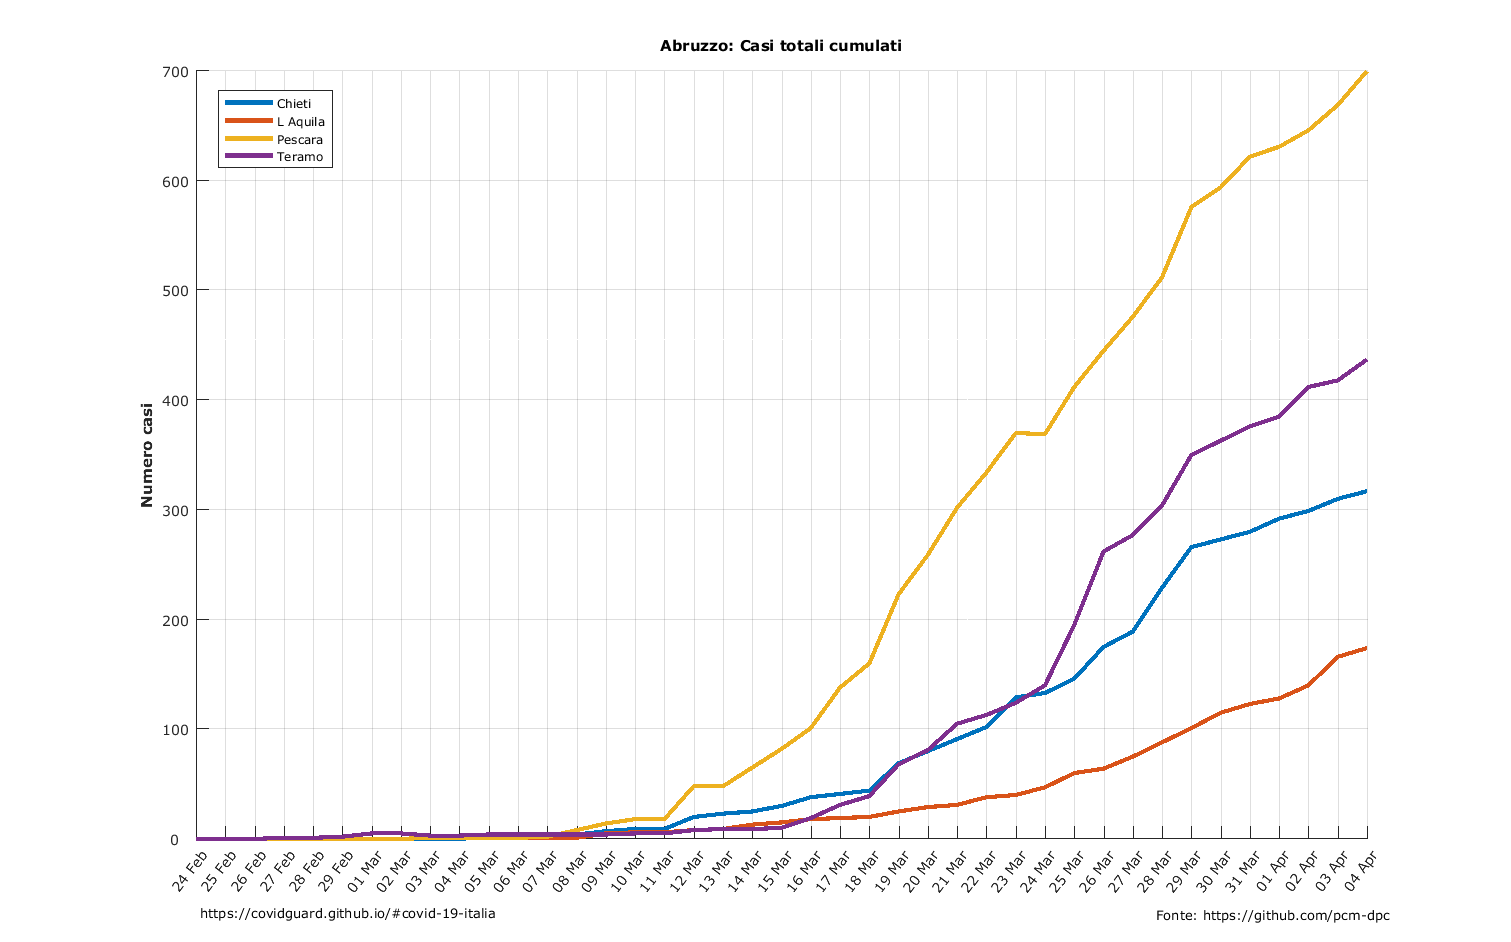 Abruzzo: Casi totali cumulati
700
600
500
400
300
200
100
0
Numero casi
Chieti
L Aquila
Pescara
Teramo
24 Feb
25 Feb
26 Feb
27 Feb
28 Feb
29 Feb
01 Mar
02 Mar
03 Mar
04 Mar
05 Mar
06 Mar
07 Mar
08 Mar
09 Mar
10 Mar
11 Mar
12 Mar
13 Mar
14 Mar
15 Mar
16 Mar
17 Mar
18 Mar
19 Mar
20 Mar
21 Mar
22 Mar
23 Mar
24 Mar
25 Mar
26 Mar
27 Mar
28 Mar
29 Mar
30 Mar
31 Mar
01 Apr
02 Apr
03 Apr
04 Apr
https://covidguard.github.io/#covid-19-italia
Fonte: https://github.com/pcm-dpc